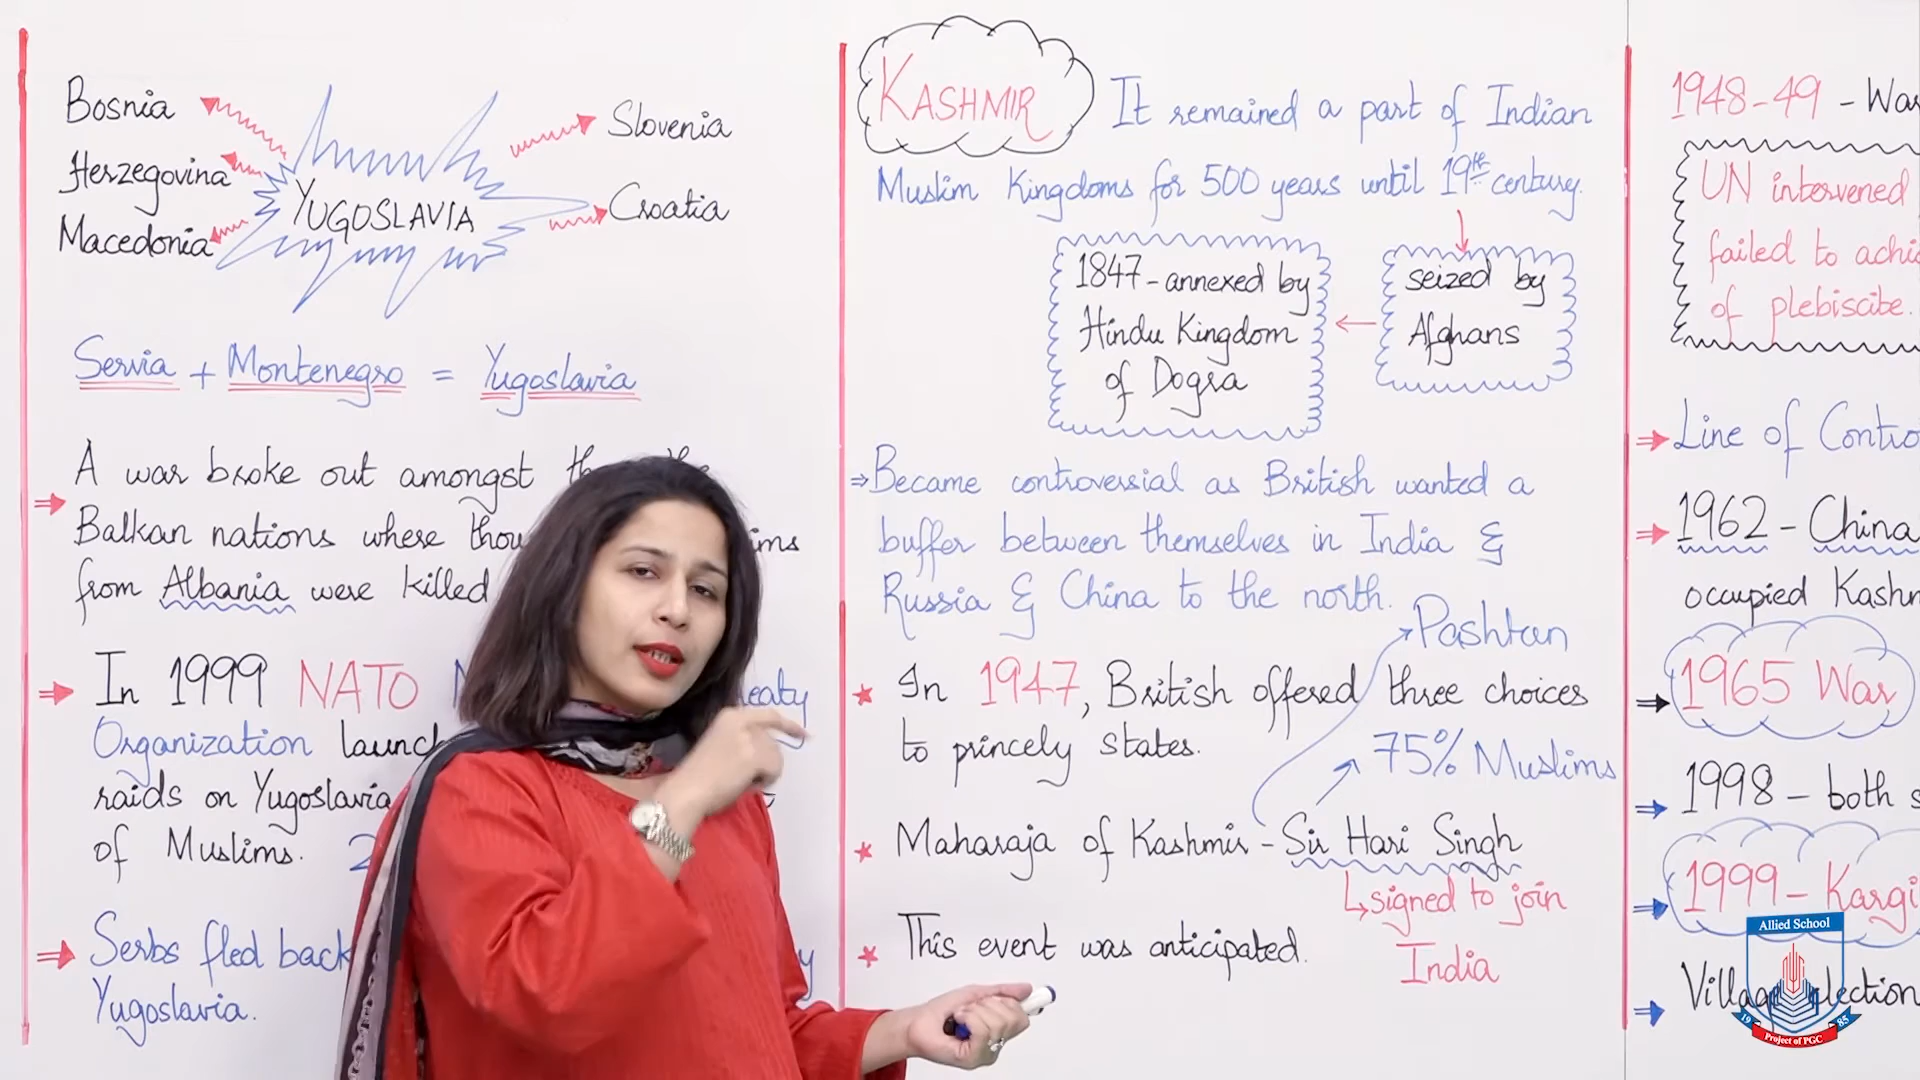 Bosnia
Herzegovina
Macedonia
YUGOSLAVIA
Slovenia
Croatia
Servia + Montenegro = Yugoslavia
⇒ A war broke out amongst the
Balkan nations where
from Albania were killed
⇒ In 1999 NATO
Organization
raids on Yugoslavia
of Muslims.
⇒ Serbs fled back
Yugoslavia.
KASHMIR
It remained a part of Indian
Muslim Kingdoms for 500 years until 19th century.
seized by
Afghans
1847 - annexed by
Hindu Kingdom
of Dogra
⇒ Became controversial as British wanted a
buffer between themselves in India &
Russia & China to the north.
Pashtun
★ In 1947, British offered three choices
to princely states.
75% Muslims
★ Maharaja of Kashmir - Sir Hari Singh
signed to join
India
★ This event was anticipated.
1948-49 - War
UN intervened
failed to
of plebiscite.
⇒ Line of
⇒ 1962 - China
occupied
1965 War
⇒ 1998 - both
⇒ 1999 -
Allied School
19 85
Project of PGC